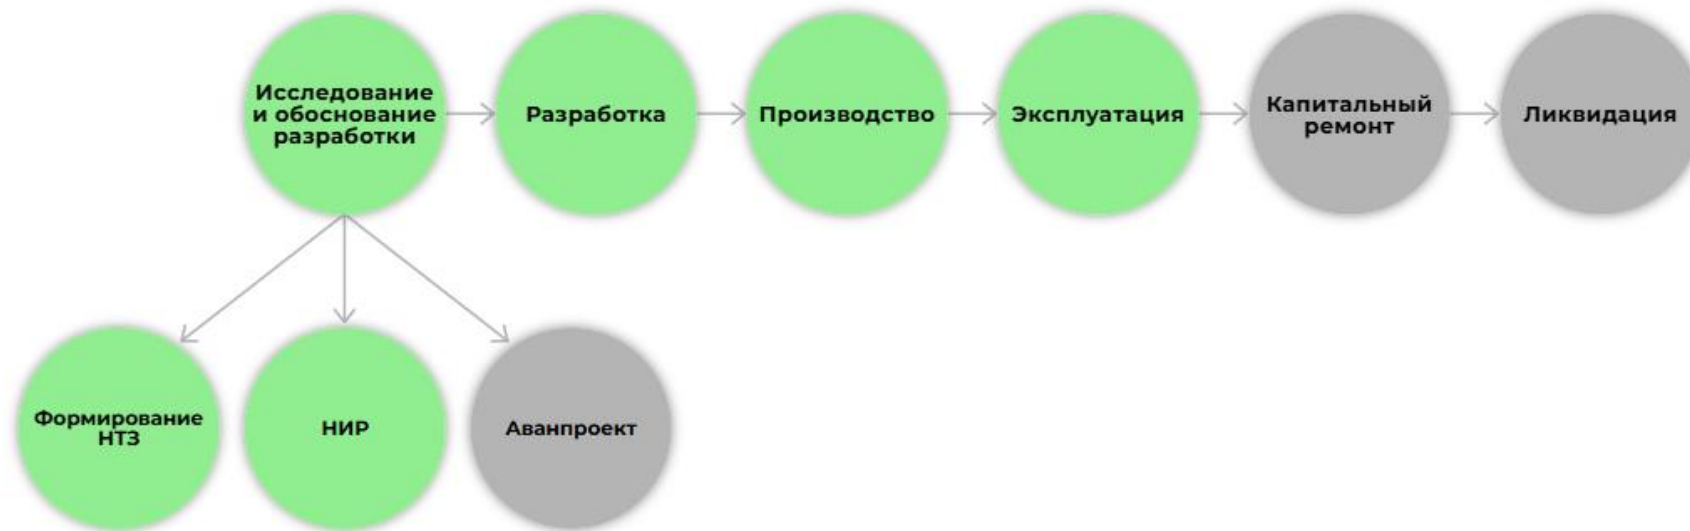 Исследование
и обоснование
разработки
Разработка
Производство
Эксплуатация
Капитальный
ремонт
Ликвидация
Формирование
НТЗ
НИР
Аванпроект